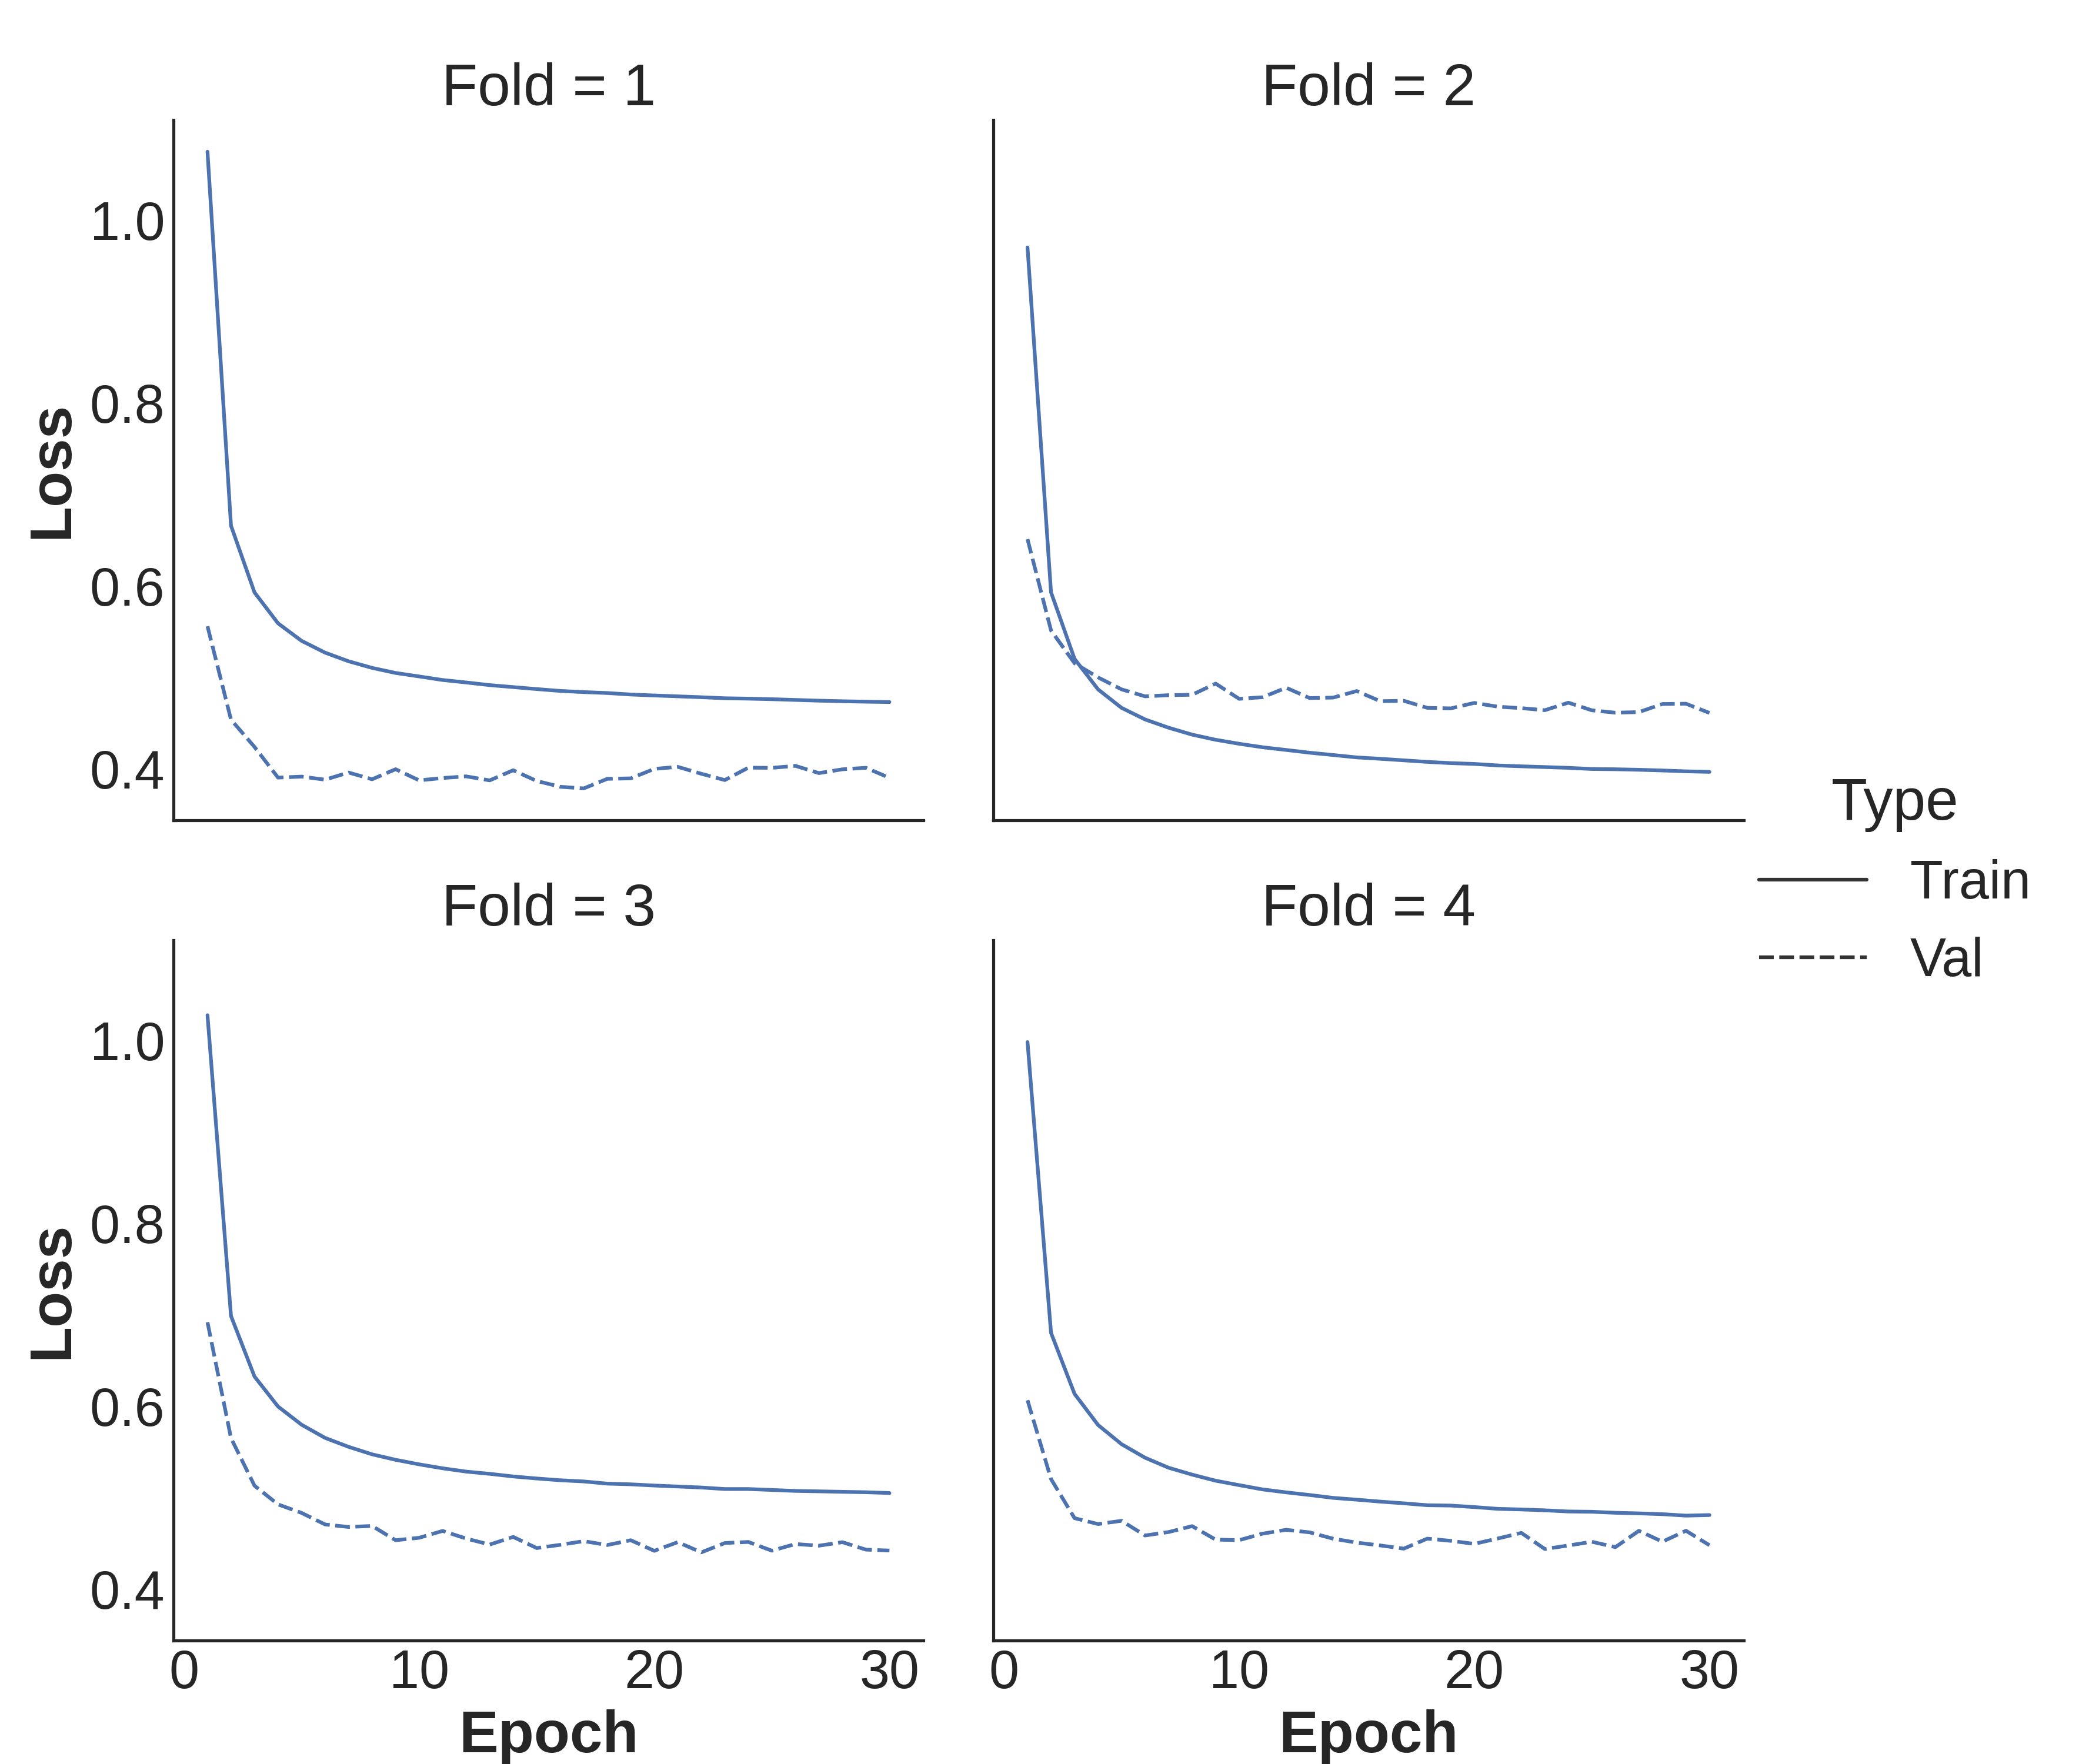 Fold = 1
Fold = 2
1.0
0.8
0.6
0.4
Loss
Type
Train
Val
Fold = 3
Fold = 4
1.0
0.8
0.6
0.4
Loss
0 10 20 30
0 10 20 30
Epoch
Epoch